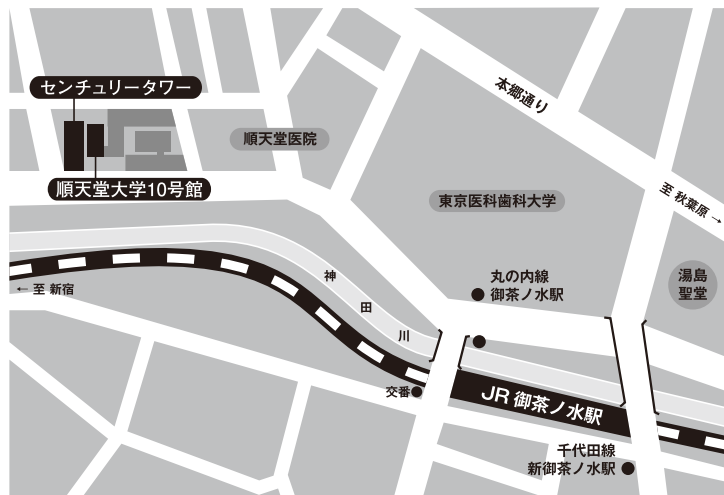 センチュリータワー
本郷通り
順天堂医院
順天堂大学10号館
東京医科歯科大学
至 秋葉原 →
湯島
聖堂
丸の内線
御茶ノ水駅
← 至 新宿
神
田
川
交番
JR 御茶ノ水駅
千代田線
新御茶ノ水駅